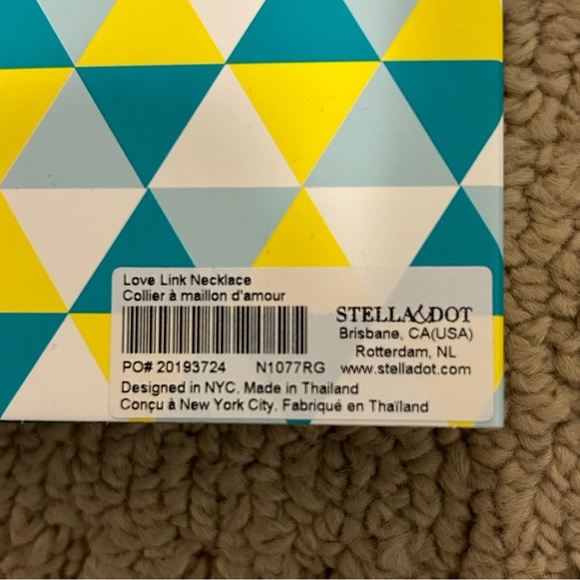 Love Link Necklace
Collier à maillon d'amour
STELLA&DOT
Brisbane, CA(USA)
Rotterdam, NL
PO# 20193724 N1077RG www.stelladot.com
Designed in NYC. Made in Thailand
Conçu à New York City. Fabriqué en Thaïland